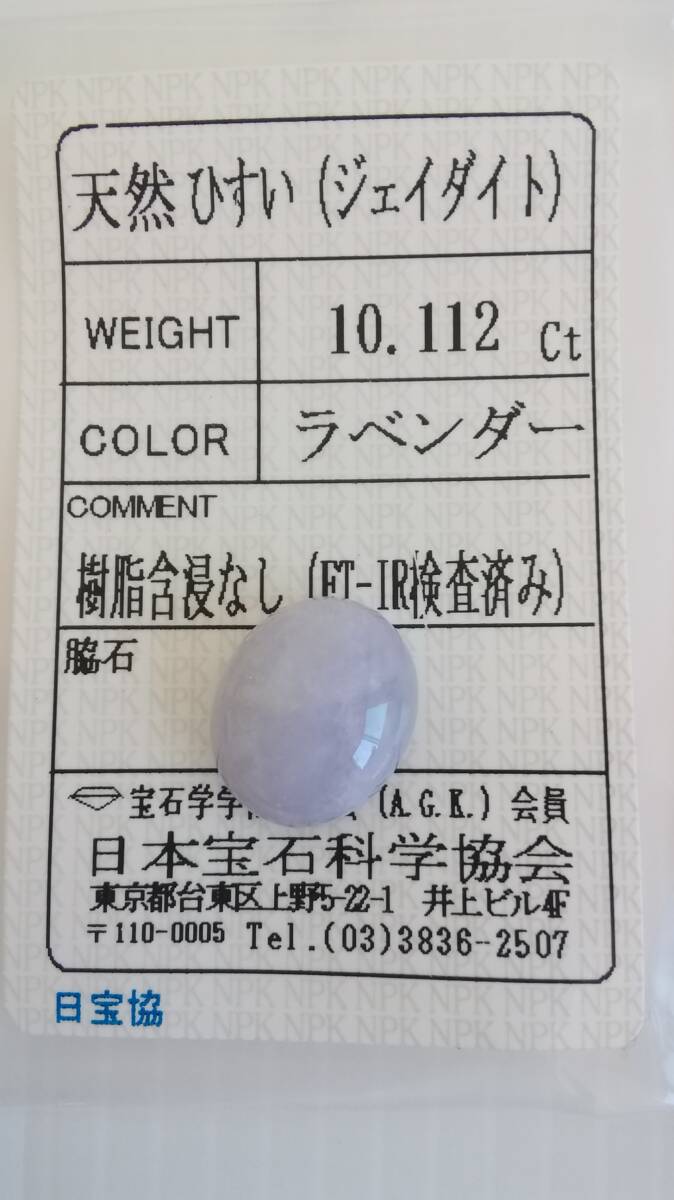 天然ひすい(ジェイダイト)
WEIGHT 10.112 Ct
COLOR ラベンダー
COMMENT
樹脂含浸なし(FT-IR検査済み)
脇石
宝石学学 (A.G.K.) 会員
日本宝石科学協会
東京都台東区上野5-22-1 井上ビル4F
〒110-0005 Tel.(03)3836-2507
日宝協